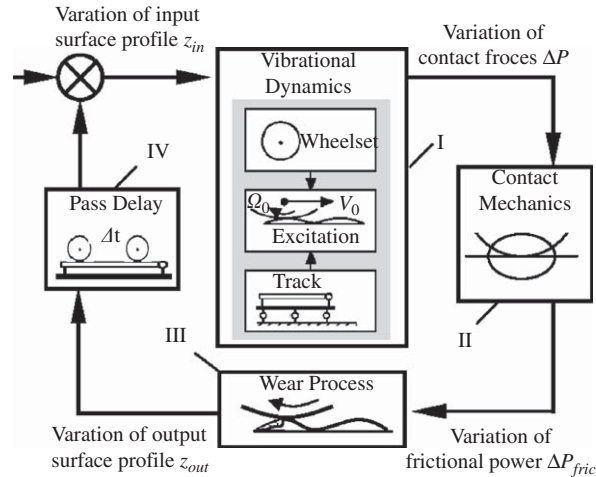 Varation of input
surface profile z_in
Vibrational
Dynamics
Variation of
contact froces ΔP
Wheelset
I
IV
Pass Delay
Δt
Ω_0
V_0
Excitation
Contact
Mechanics
Track
II
III
Wear Process
Varation of output
surface profile z_out
Variation of
frictional power ΔP_fric